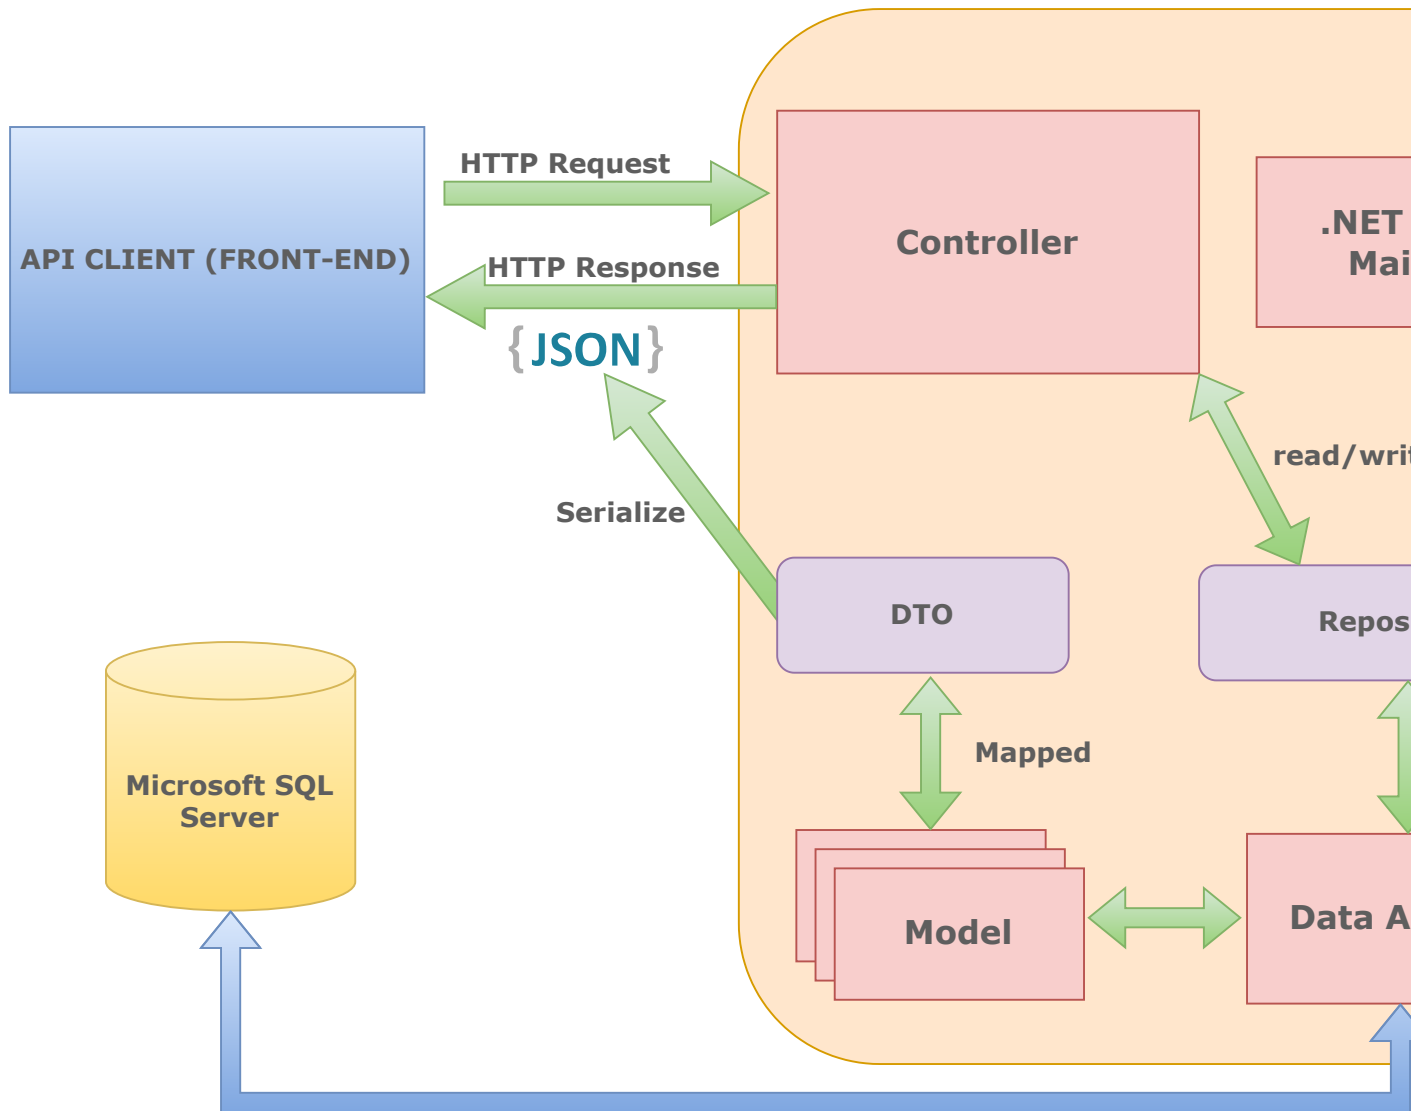 HTTP Request
API CLIENT (FRONT-END)
Controller
.NET
Mai
HTTP Response
{JSON}
read/writ
Serialize
DTO
Repos
Mapped
Microsoft SQL
Server
Model
Data A